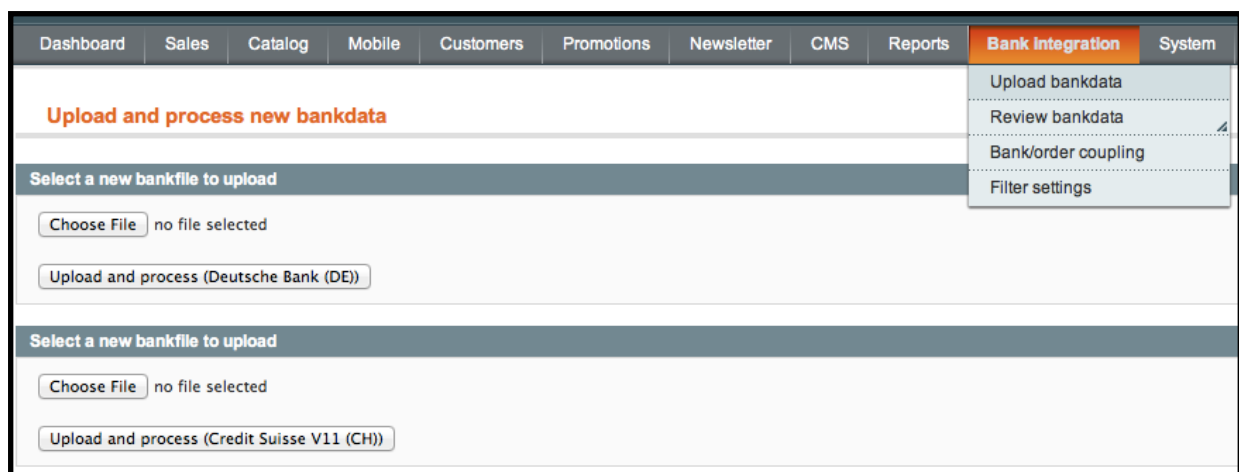 Dashboard Sales Catalog Mobile Customers Promotions Newsletter CMS Reports Bank Integration System
Upload bankdata
Review bankdata
Bank/order coupling
Filter settings
Upload and process new bankdata
Select a new bankfile to upload
Choose File no file selected
Upload and process (Deutsche Bank (DE))
Select a new bankfile to upload
Choose File no file selected
Upload and process (Credit Suisse V11 (CH))